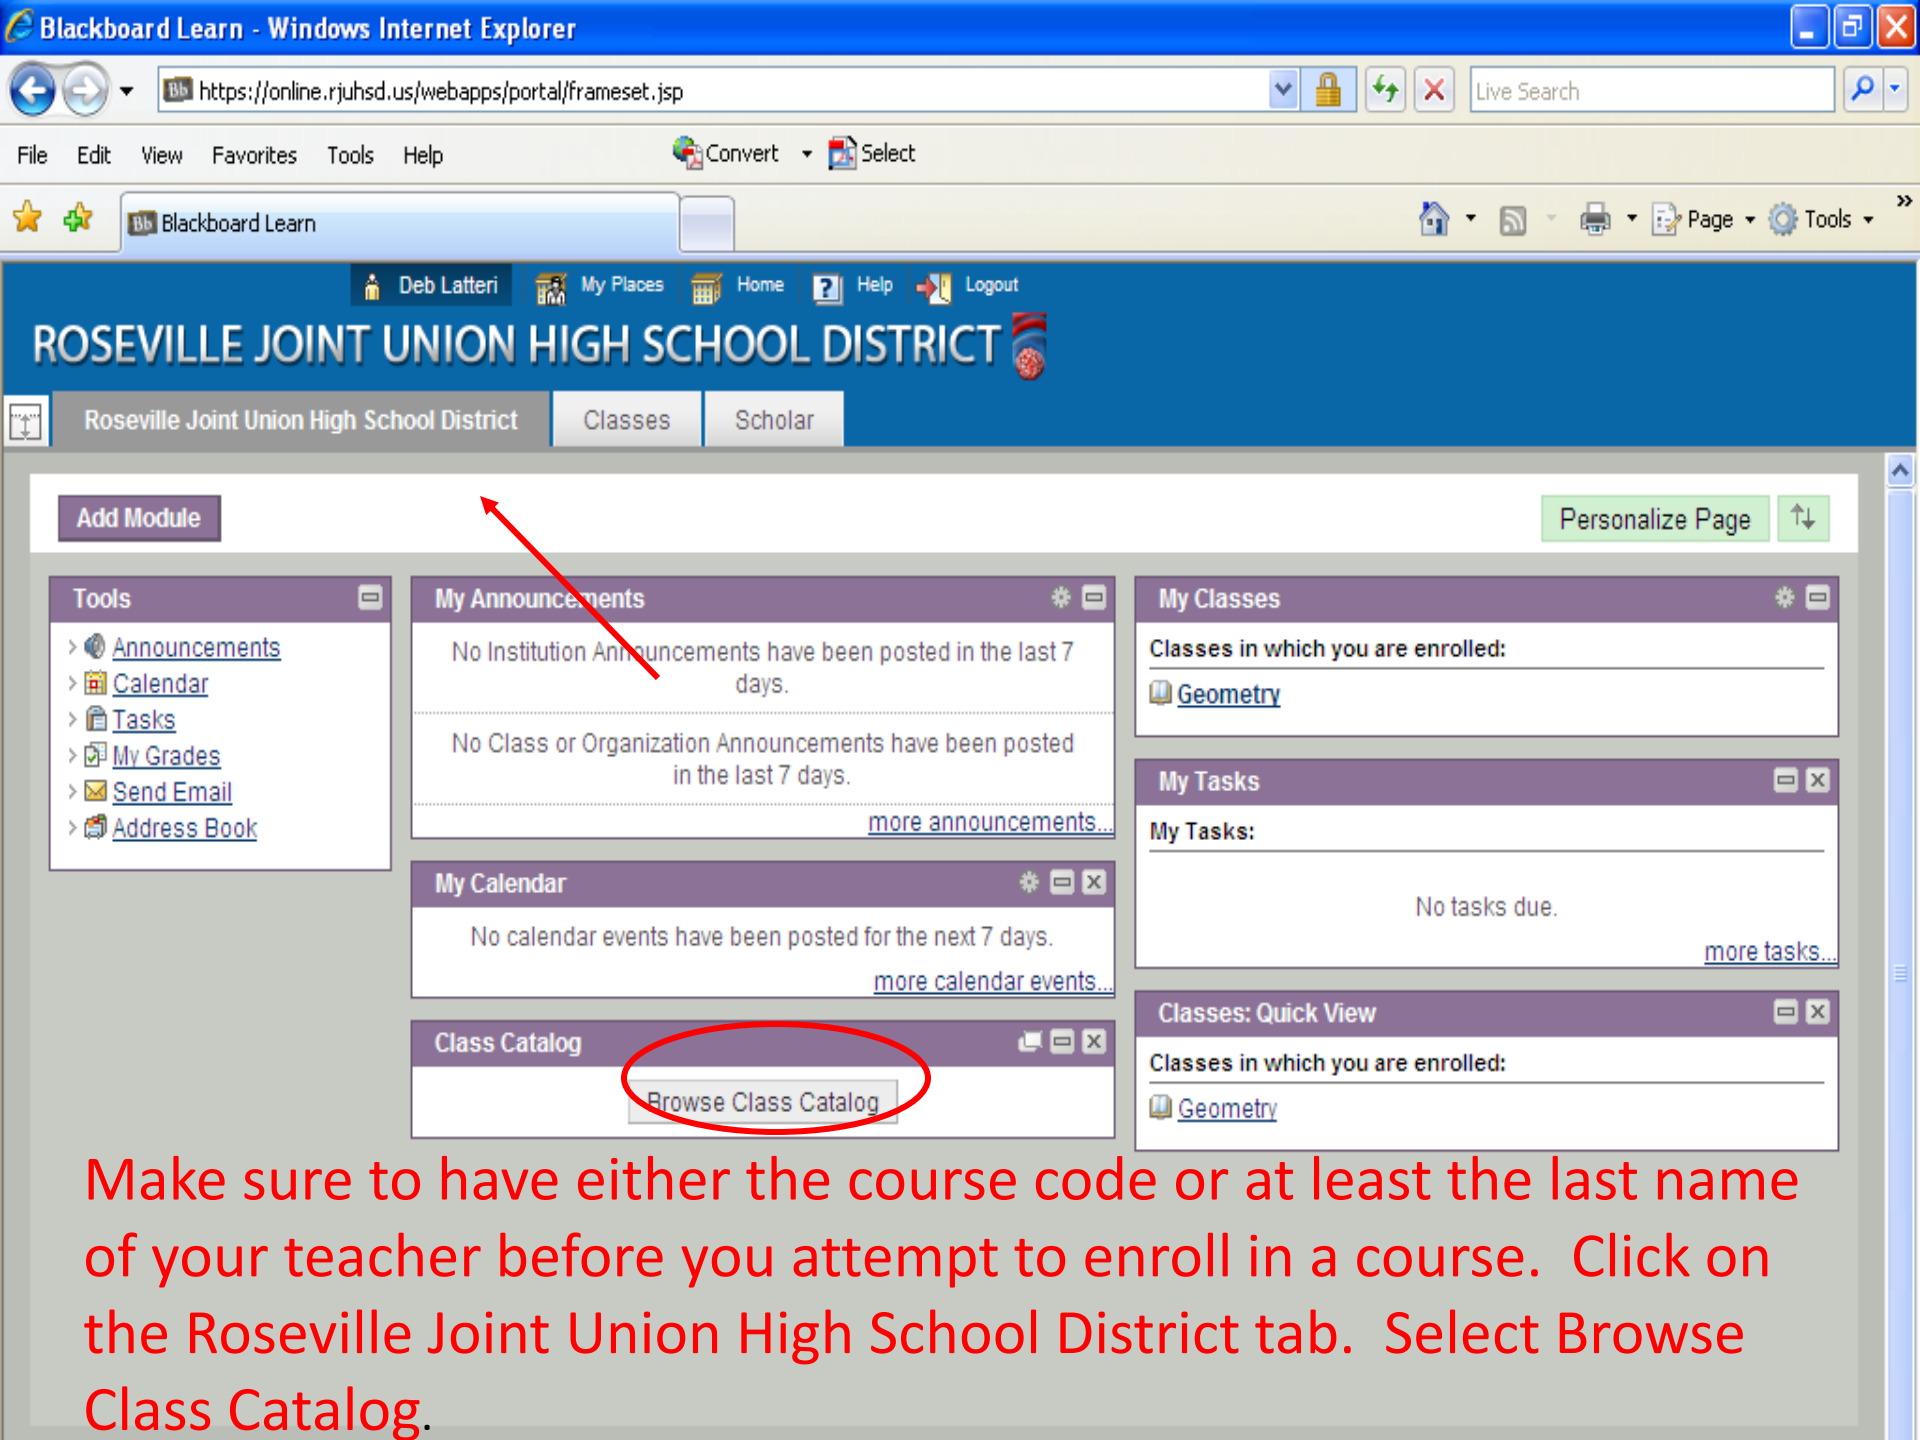 Blackboard Learn - Windows Internet Explorer
Bb https://online.rjuhsd.us/webapps/portal/frameset.jsp
Live Search
File Edit View Favorites Tools Help
Convert Select
Bb Blackboard Learn
Page Tools »
Deb Latteri My Places Home ? Help Logout
ROSEVILLE JOINT UNION HIGH SCHOOL DISTRICT
Roseville Joint Union High School District Classes Scholar
Add Module
Personalize Page
Tools
Announcements
Calendar
Tasks
My Grades
Send Email
Address Book
My Announcements
No Institution Announcements have been posted in the last 7
days.
No Class or Organization Announcements have been posted
in the last 7 days.
more announcements...
My Calendar
No calendar events have been posted for the next 7 days.
more calendar events...
Class Catalog
Browse Class Catalog
My Classes
Classes in which you are enrolled:
Geometry
My Tasks
My Tasks:
No tasks due.
more tasks...
Classes: Quick View
Classes in which you are enrolled:
Geometry
Make sure to have either the course code or at least the last name
of your teacher before you attempt to enroll in a course.  Click on
the Roseville Joint Union High School District tab.  Select Browse
Class Catalog.